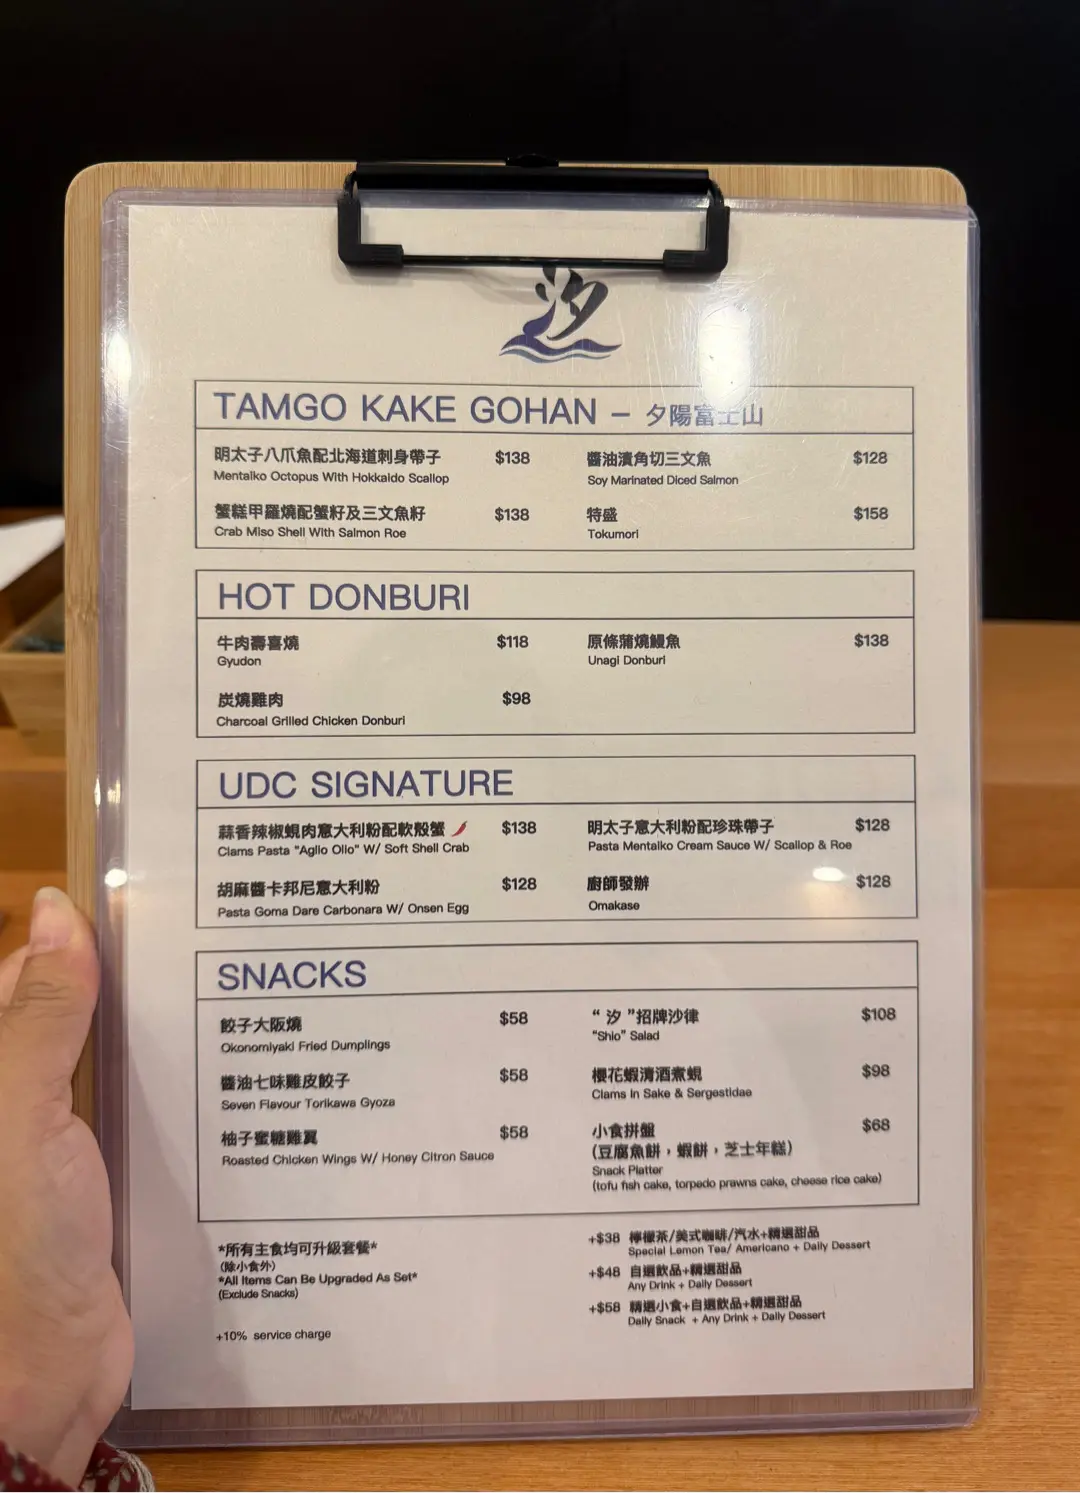 汐
TAMGO KAKE GOHAN – 夕陽富士山
明太子八爪魚配北海道刺身帶子 $138
Mentaiko Octopus With Hokkaido Scallop
醬油漬角切三文魚 $128
Soy Marinated Diced Salmon
蟹糕甲羅燒配蟹籽及三文魚籽 $138
Crab Miso Shell With Salmon Roe
特盛 $158
Tokumori
HOT DONBURI
牛肉壽喜燒 $118
Gyudon
原條蒲燒鰻魚 $138
Unagi Donburi
炭燒雞肉 $98
Charcoal Grilled Chicken Donburi
UDC SIGNATURE
蒜香辣椒蜆肉意大利粉配軟殼蟹 $138
Clams Pasta "Aglio Olio" W/ Soft Shell Crab
明太子意大利粉配珍珠帶子 $128
Pasta Mentaiko Cream Sauce W/ Scallop & Roe
胡麻醬卡邦尼意大利粉 $128
Pasta Goma Dare Carbonara W/ Onsen Egg
廚師發辦 $128
Omakase
SNACKS
餃子大阪燒 $58
Okonomiyaki Fried Dumplings
“ 汐 ”招牌沙律 $108
“Shio” Salad
醬油七味雞皮餃子 $58
Seven Flavour Torikawa Gyoza
櫻花蝦清酒煮蜆 $98
Clams In Sake & Sergestidae
柚子蜜糖雞翼 $58
Roasted Chicken Wings W/ Honey Citron Sauce
小食拼盤 $68
(豆腐魚餅，蝦餅，芝士年糕)
Snack Platter
(tofu fish cake, torpedo prawns cake, cheese rice cake)
*所有主食均可升級套餐*
(除小食外)
*All Items Can Be Upgraded As Set*
(Exclude Snacks)
+10% service charge
+$38 檸檬茶/美式咖啡/汽水+精選甜品
Special Lemon Tea/ Americano + Daily Dessert
+$48 自選飲品+精選甜品
Any Drink + Daily Dessert
+$58 精選小食+自選飲品+精選甜品
Daily Snack + Any Drink + Daily Dessert